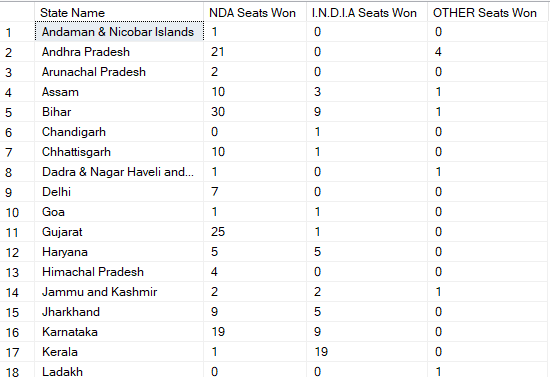 State Name NDA Seats Won I.N.D.I.A Seats Won OTHER Seats Won
1 Andaman & Nicobar Islands 1 0 0
2 Andhra Pradesh 21 0 4
3 Arunachal Pradesh 2 0 0
4 Assam 10 3 1
5 Bihar 30 9 1
6 Chandigarh 0 1 0
7 Chhattisgarh 10 1 0
8 Dadra & Nagar Haveli and... 1 0 1
9 Delhi 7 0 0
10 Goa 1 1 0
11 Gujarat 25 1 0
12 Haryana 5 5 0
13 Himachal Pradesh 4 0 0
14 Jammu and Kashmir 2 2 1
15 Jharkhand 9 5 0
16 Karnataka 19 9 0
17 Kerala 1 19 0
18 Ladakh 0 0 1